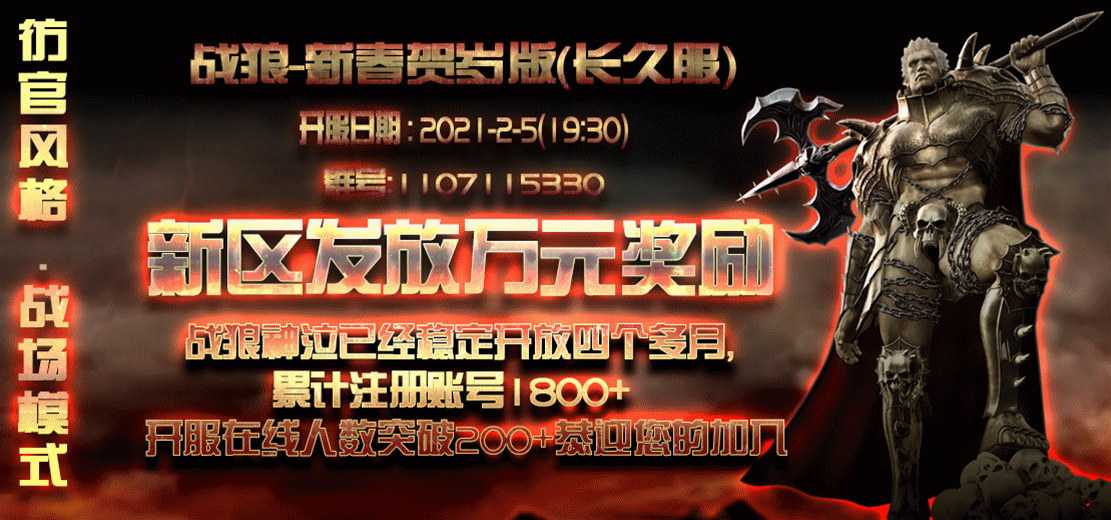 仿官风格·战场模式
战狼-新春贺岁版(长久服)
开服日期:2021-2-5(19:30)
群号:1107115330
新区发放万元奖励
战狼神泣已经稳定开放四个多月,
累计注册账号1800+
开服在线人数突破200+恭迎您的加入